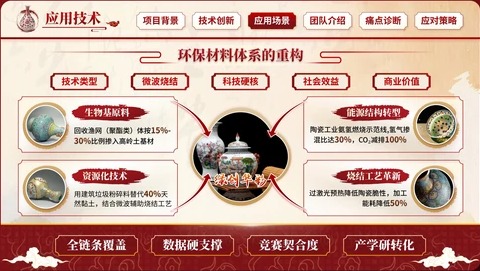 应用技术
项目背景
技术创新
应用场景
团队介绍
痛点诊断
应对策略
环保材料体系的重构
技术类型
微波烧结
科技硬核
社会效益
商业价值
生物基原料
回收渔网（聚酯类）体按15%-
30%比例掺入高岭土基材
能源结构转型
陶瓷工业氨氢燃烧示范线,氢气掺
混比达30%，CO₂减排100%
资源化技术
用建筑垃圾粉碎料替代40%天
然黏土，结合微波辅助烧结工艺
烧结工艺革新
过激光预热降低陶瓷脆性，加工
能耗降低50%
全链条覆盖
数据硬支撑
竞赛契合度
产学研转化